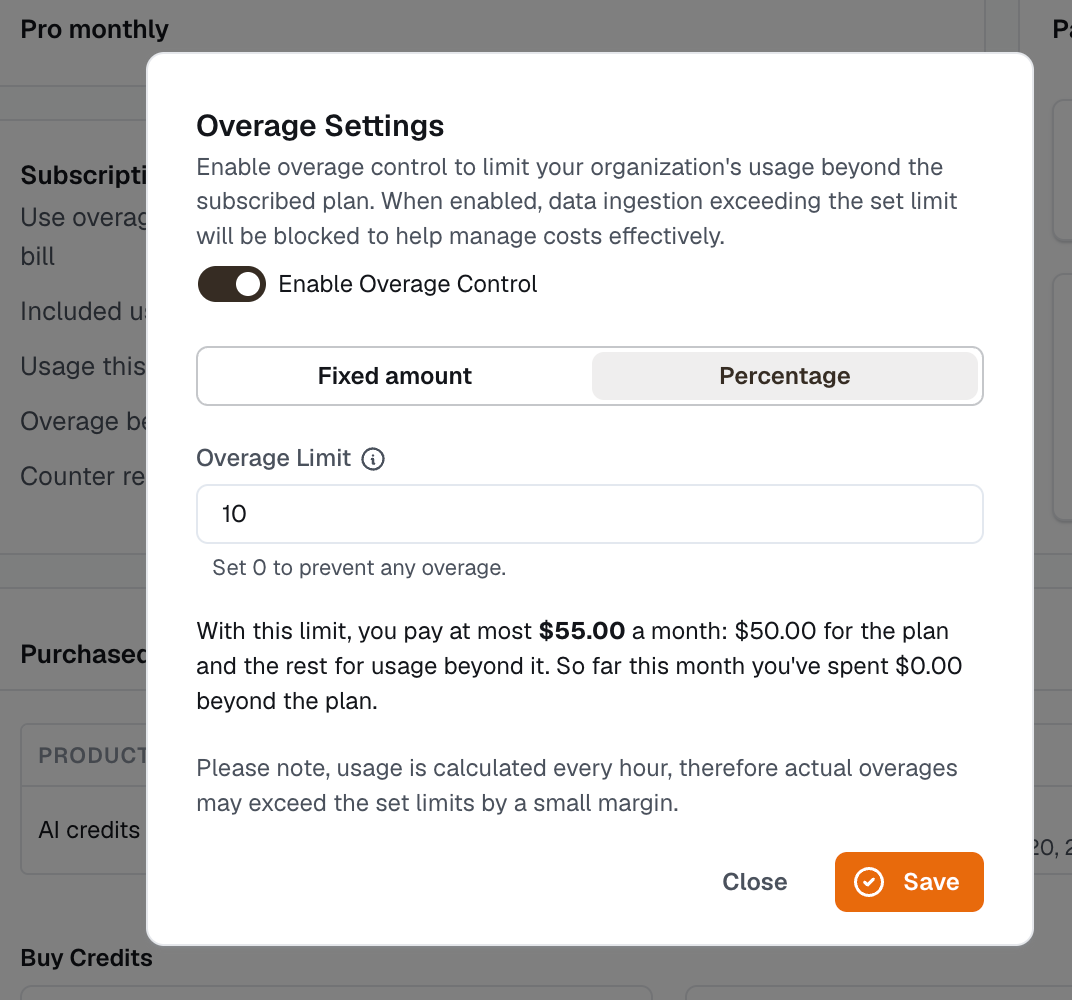 Pro monthly
Overage Settings
Enable overage control to limit your organization's usage beyond the
subscribed plan. When enabled, data ingestion exceeding the set limit
will be blocked to help manage costs effectively.
Enable Overage Control
Fixed amount
Percentage
Overage Limit
10
Set 0 to prevent any overage.
With this limit, you pay at most $55.00 a month: $50.00 for the plan
and the rest for usage beyond it. So far this month you've spent $0.00
beyond the plan.
Please note, usage is calculated every hour, therefore actual overages
may exceed the set limits by a small margin.
Close
Save
Use
bill
Included
Usage this
Overage
Counter
Purchased
PRODUCT
AI credits
20,
Buy Credits